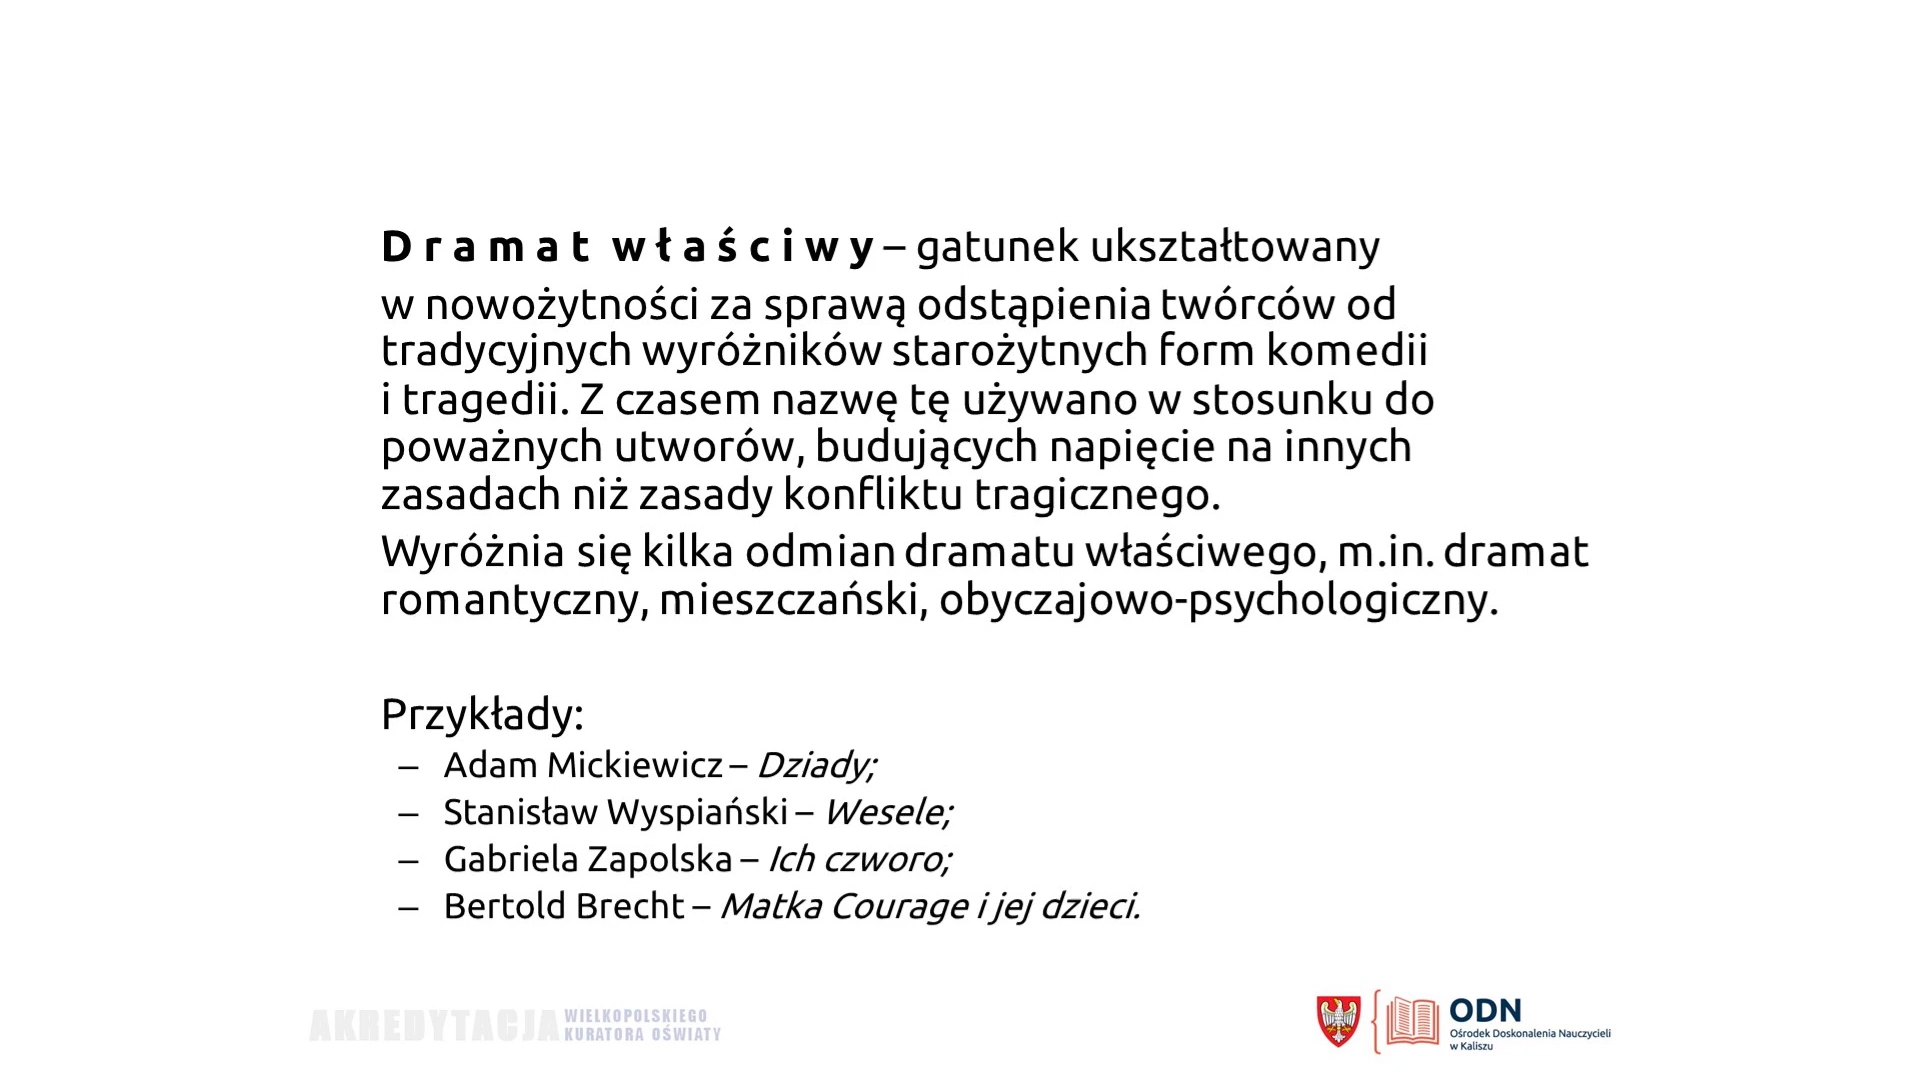 Dramat właściwy – gatunek ukształtowany
w nowożytności za sprawą odstąpienia twórców od
tradycyjnych wyróżników starożytnych form komedii
i tragedii. Z czasem nazwę tę używano w stosunku do
poważnych utworów, budujących napięcie na innych
zasadach niż zasady konfliktu tragicznego.
Wyróżnia się kilka odmian dramatu właściwego, m.in. dramat
romantyczny, mieszczański, obyczajowo-psychologiczny.
Przykłady:
– Adam Mickiewicz – Dziady;
– Stanisław Wyspiański – Wesele;
– Gabriela Zapolska – Ich czworo;
– Bertold Brecht – Matka Courage i jej dzieci.
AKREDYTACJA WIELKOPOLSKIEGO
KURATORA OŚWIATY
ODN
Ośrodek Doskonalenia Nauczycieli
w Kaliszu